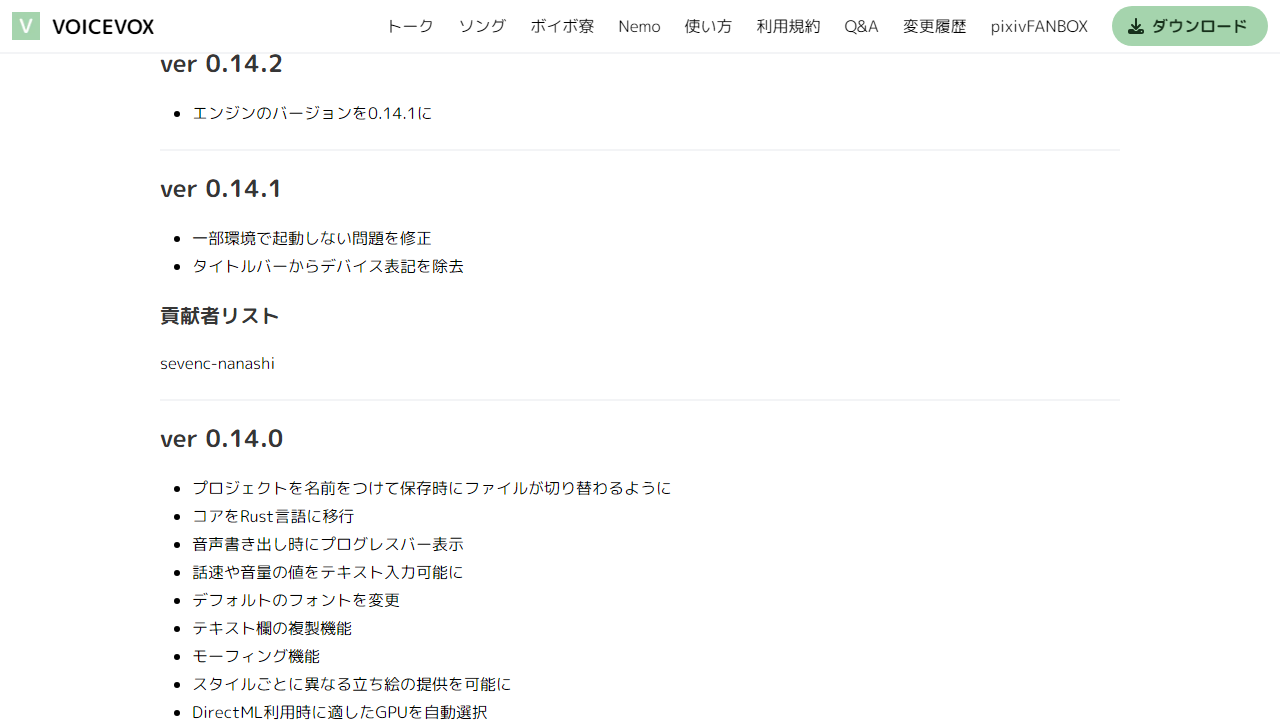 V VOICEVOX トーク ソング ボイボ寮 Nemo 使い方 利用規約 Q&A 変更履歴 pixivFANBOX ダウンロード
ver 0.14.2
エンジンのバージョンを0.14.1に
ver 0.14.1
一部環境で起動しない問題を修正
タイトルバーからデバイス表記を除去
貢献者リスト
sevenc-nanashi
ver 0.14.0
プロジェクトを名前をつけて保存時にファイルが切り替わるように
コアをRust言語に移行
音声書き出し時にプログレスバー表示
話速や音量の値をテキスト入力可能に
デフォルトのフォントを変更
テキスト欄の複製機能
モーフィング機能
スタイルごとに異なる立ち絵の提供を可能に
DirectML利用時に適したGPUを自動選択